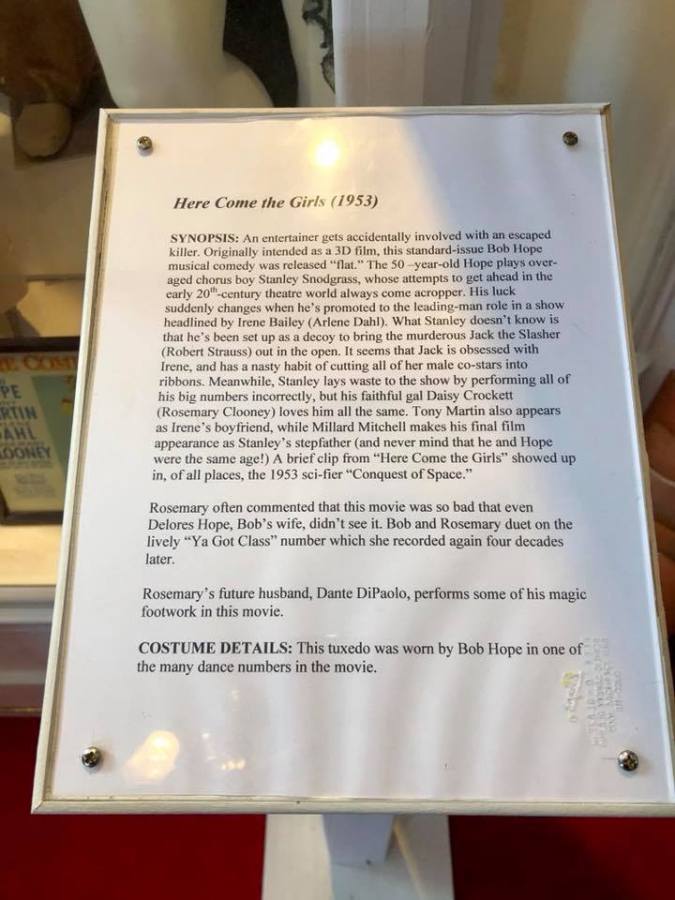 Here Come the Girls (1953)
SYNOPSIS: An entertainer gets accidentally involved with an escaped
killer. Originally intended as a 3D film, this standard-issue Bob Hope
musical comedy was released “flat.” The 50 –year-old Hope plays over-
aged chorus boy Stanley Snodgrass, whose attempts to get ahead in the
early 20th-century theatre world always come acropper. His luck
suddenly changes when he’s promoted to the leading-man role in a show
headlined by Irene Bailey (Arlene Dahl). What Stanley doesn’t know is
that he’s been set up as a decoy to bring the murderous Jack the Slasher
(Robert Strauss) out in the open. It seems that Jack is obsessed with
Irene, and has a nasty habit of cutting all of her male co-stars into
ribbons. Meanwhile, Stanley lays waste to the show by performing all of
his big numbers incorrectly, but his faithful gal Daisy Crockett
(Rosemary Clooney) loves him all the same. Tony Martin also appears
as Irene’s boyfriend, while Millard Mitchell makes his final film
appearance as Stanley’s stepfather (and never mind that he and Hope
were the same age!) A brief clip from “Here Come the Girls” showed up
in, of all places, the 1953 sci-fier “Conquest of Space.”
Rosemary often commented that this movie was so bad that even
Delores Hope, Bob’s wife, didn’t see it. Bob and Rosemary duet on the
lively “Ya Got Class” number which she recorded again four decades
later.
Rosemary’s future husband, Dante DiPaolo, performs some of his magic
footwork in this movie.
COSTUME DETAILS: This tuxedo was worn by Bob Hope in one of
the many dance numbers in the movie.
PE
RTIN
AHL
OONEY